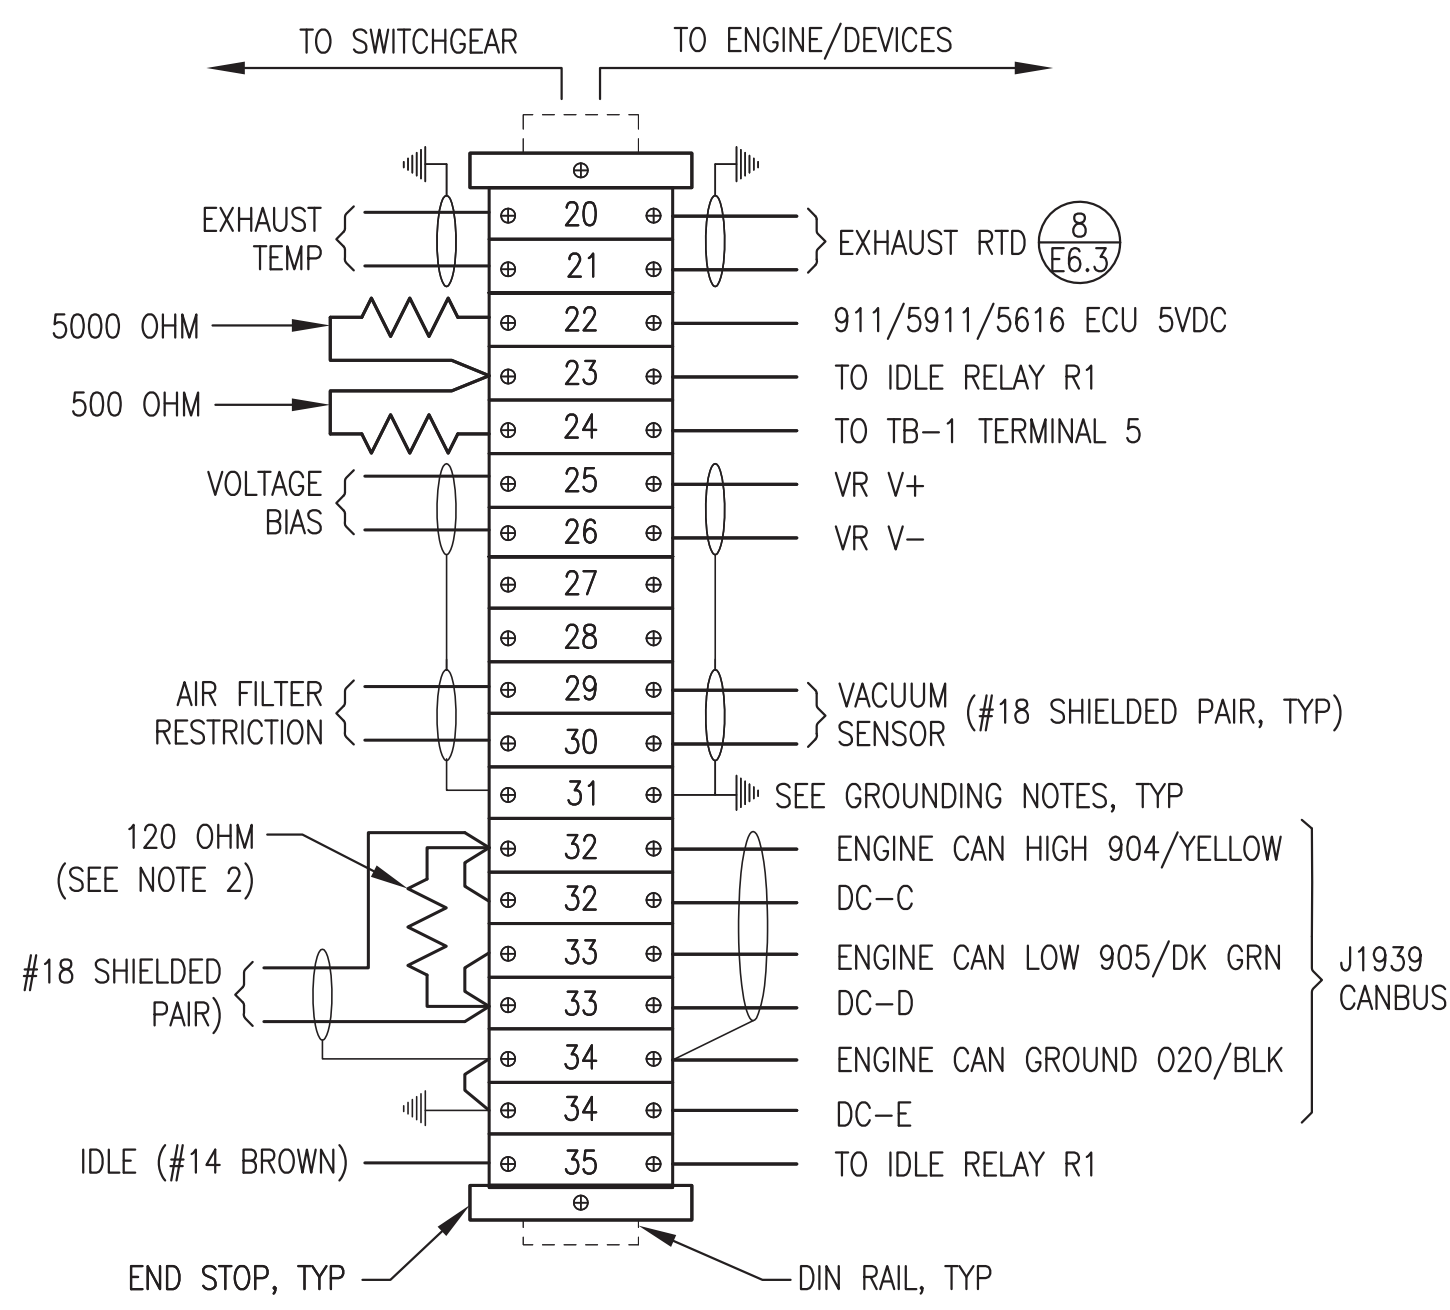 TO SWITCHGEAR
TO ENGINE/DEVICES
EXHAUST
TEMP
20
21
EXHAUST RTD
8
E6.3
5000 OHM
22
911/5911/5616 ECU 5VDC
23
TO IDLE RELAY R1
500 OHM
24
TO TB-1 TERMINAL 5
VOLTAGE
BIAS
25
VR V+
26
VR V-
27
28
AIR FILTER
RESTRICTION
29
30
VACUUM
SENSOR
(#18 SHIELDED PAIR, TYP)
31
SEE GROUNDING NOTES, TYP
120 OHM
(SEE NOTE 2)
32
ENGINE CAN HIGH 904/YELLOW
32
DC-C
#18 SHIELDED
PAIR)
33
ENGINE CAN LOW 905/DK GRN
33
DC-D
J1939
CANBUS
34
ENGINE CAN GROUND 020/BLK
34
DC-E
IDLE (#14 BROWN)
35
TO IDLE RELAY R1
END STOP, TYP
DIN RAIL, TYP